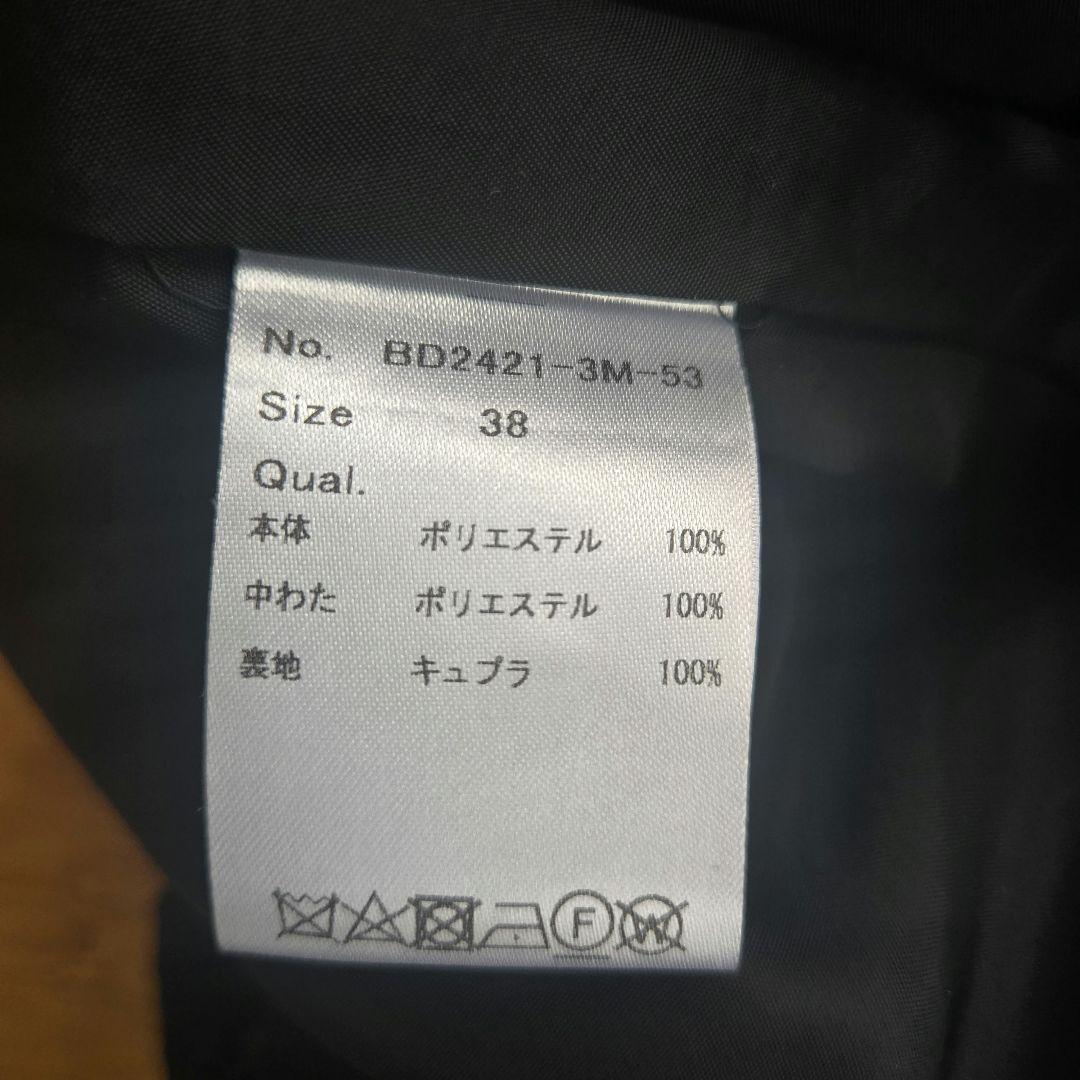 No. BD2421-3M-53
Size 38
Qual.
本体 ポリエステル 100%
中わた ポリエステル 100%
裏地 キュプラ 100%
F W